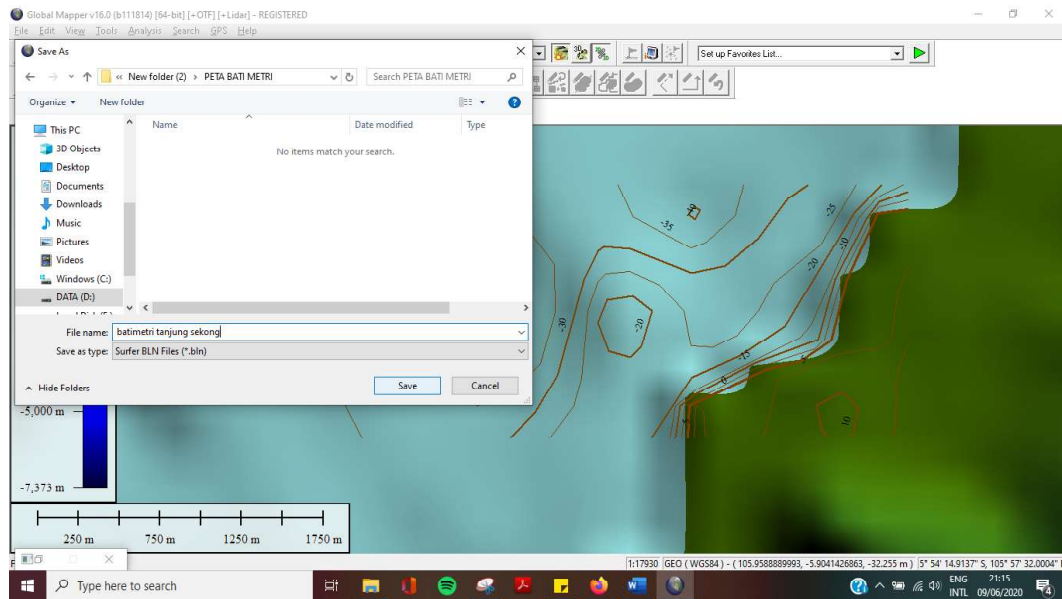 Global Mapper v16.0 (b111814) [64-bit] [+OTF] [+Lidar] - REGISTERED
File Edit View Tools Analysis Search GPS Help
Save As
« New folder (2) > PETA BATI METRI
Search PETA BATI METRI
Set up Favorites List...
Organize
New folder
Name
Date modified
Type
No items match your search.
This PC
3D Objects
Desktop
Documents
Downloads
Music
Pictures
Videos
Windows (C:)
DATA (D:)
File name: batimetri tanjung sekong
Save as type: Surfer BLN Files (*.bln)
Hide Folders
Save
Cancel
-35
-25
-10
-20
-30
-20
-15
0
5
10
-5,000 m
-7,373 m
250 m 750 m 1250 m 1750 m
1:17930 GEO ( WGS84 ) - ( 105.9588889993, -5.9041426863, -32.255 m ) 5° 54' 14.9137" S, 105° 57' 32.0004"
Type here to search
ENG
INTL
21:15
09/06/2020